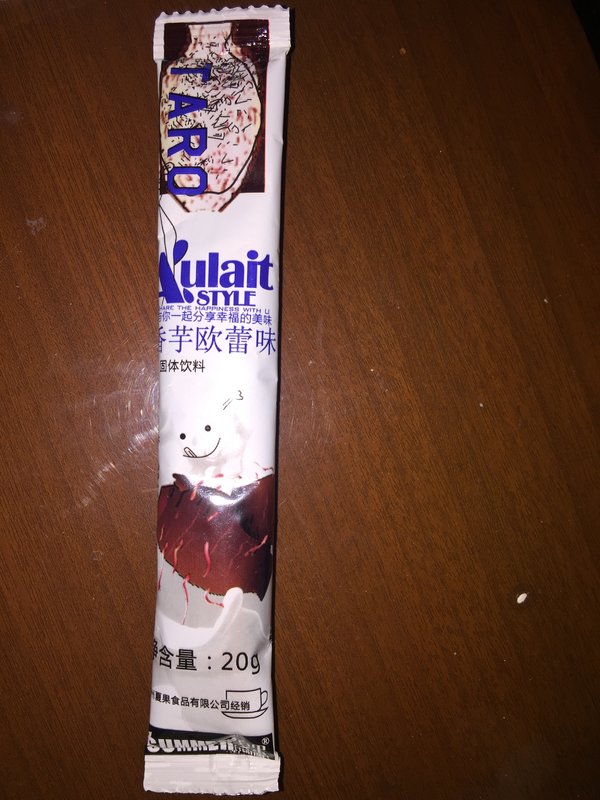 TARO
Aulait
STYLE
HARE THE HAPPINESS WITH U
与你一起分享幸福的美味
香芋欧蕾味
固体饮料
净含量：20g
夏果食品有限公司经销